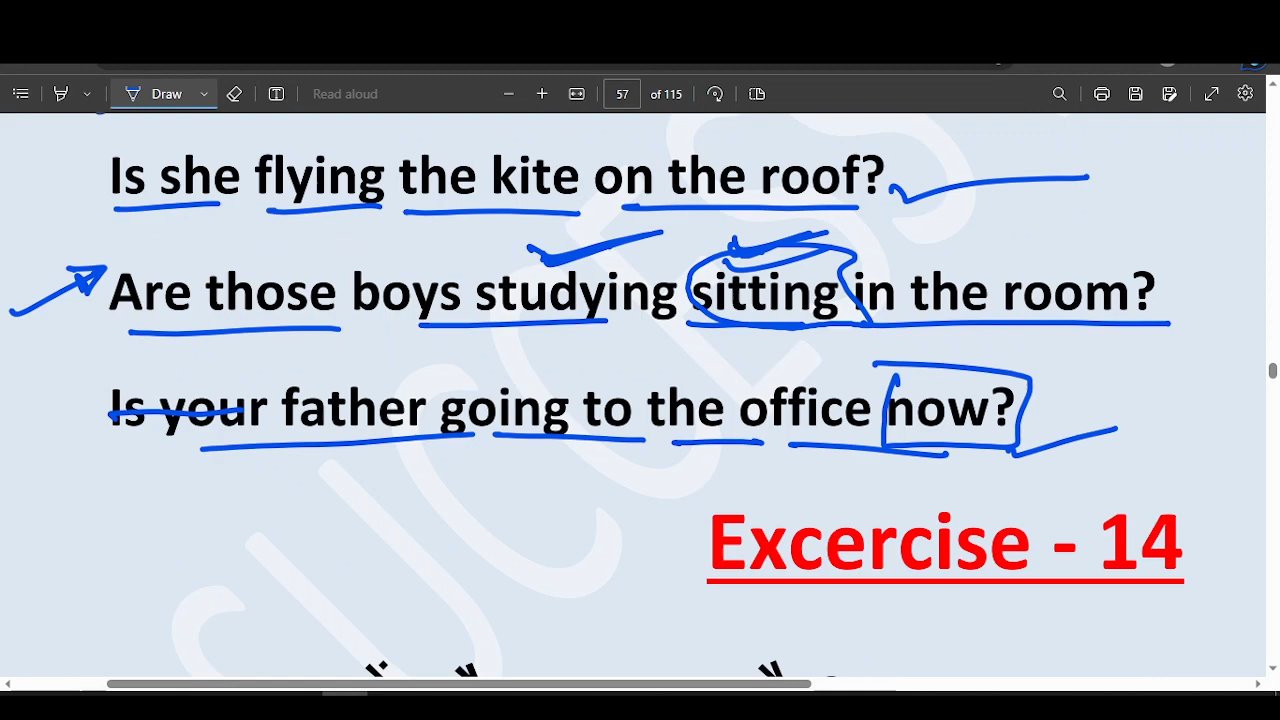 Draw
Read aloud
57
of 115
Is she flying the kite on the roof?
Are those boys studying sitting in the room?
Is your father going to the office now?
Excercise - 14
SUCCESS